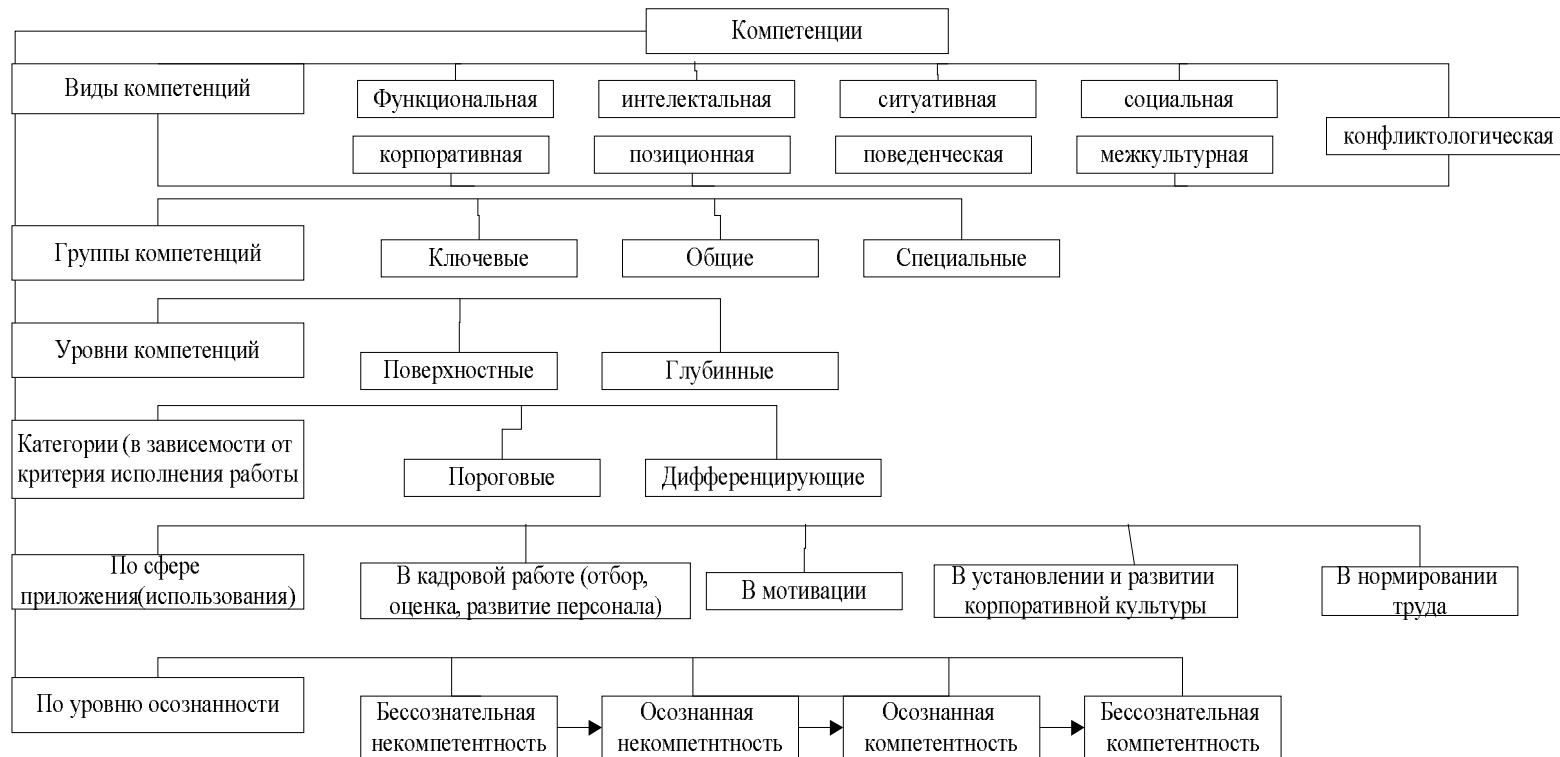 Компетенции
Виды компетенций
Функциональная
интелектальная
ситуативная
социальная
корпоративная
позиционная
поведенческая
межкультурная
конфликтологическая
Группы компетенций
Ключевые
Общие
Специальные
Уровни компетенций
Поверхностные
Глубинные
Категории (в зависемости от
критерия исполнения работы
Пороговые
Дифференцирующие
По сфере
приложения(использования)
В кадровой работе (отбор,
оценка, развитие персонала)
В мотивации
В установлении и развитии
корпоративной культуры
В нормировании
труда
По уровню осознанности
Бессознательная
некомпетентность
Осознанная
некомпетнтность
Осознанная
компетентность
Бессознательная
компетентность